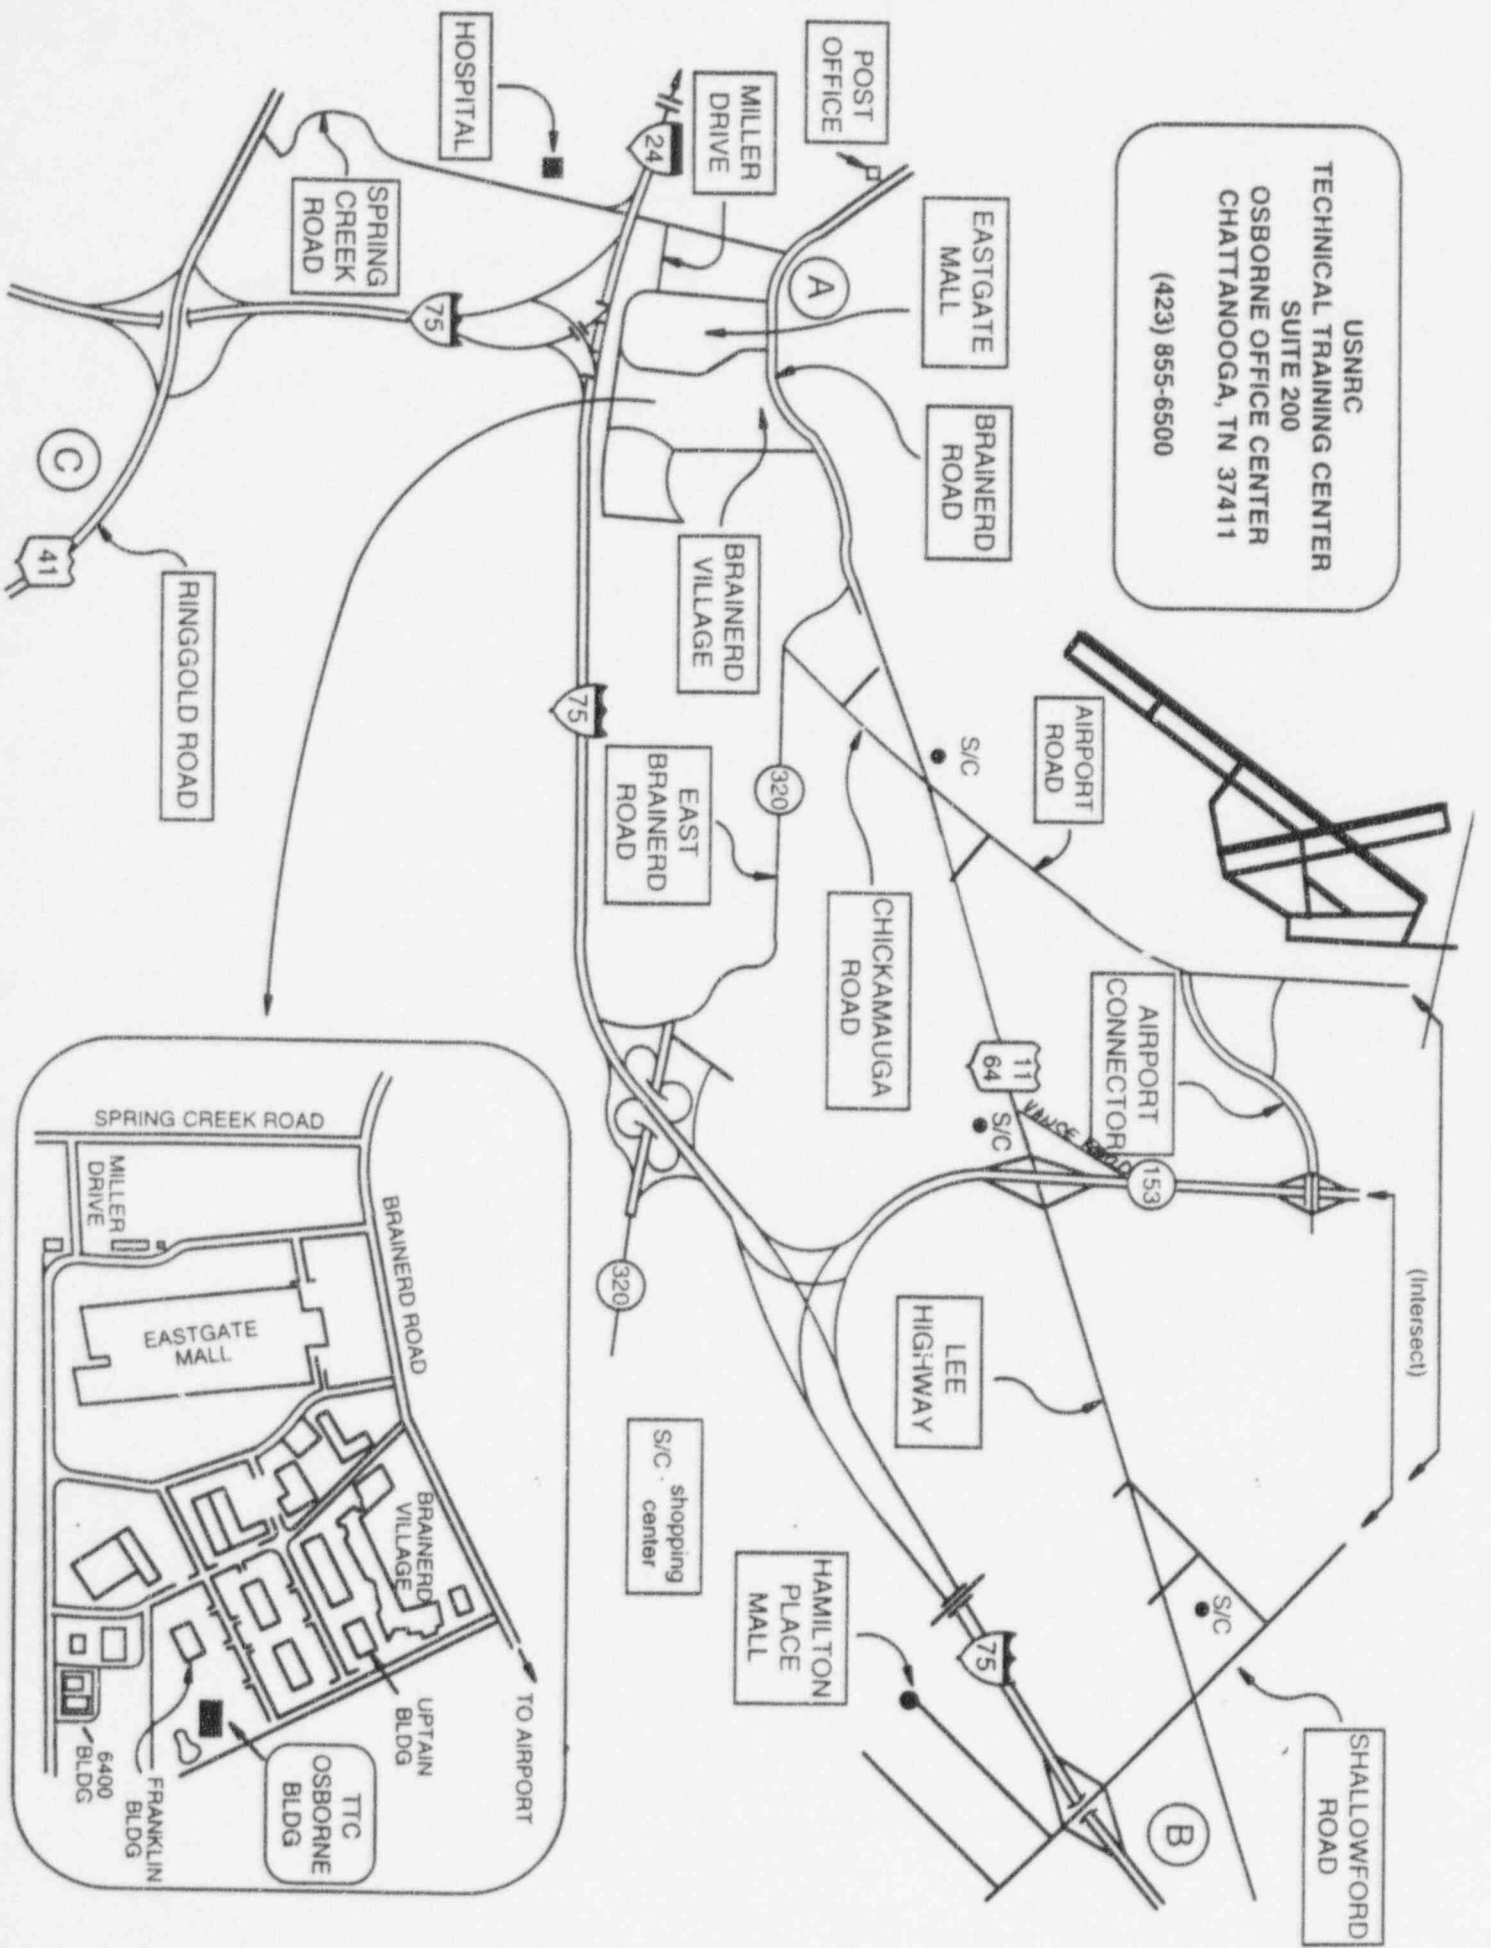 USNRC
TECHNICAL TRAINING CENTER
SUITE 200
OSBORNE OFFICE CENTER
CHATTANOOGA, TN 37411
(423) 855-6500
POST
OFFICE
HOSPITAL
MILLER
DRIVE
24
EASTGATE
MALL
A
SPRING
CREEK
ROAD
75
BRAINERD
ROAD
C
41
BRAINERD
VILLAGE
RINGGOLD ROAD
75
AIRPORT
ROAD
S/C
320
EAST
BRAINERD
ROAD
CHICKAMAUGA
ROAD
AIRPORT
CONNECTOR
11
64
VANCE ROAD
S/C
153
(Intersect)
320
LEE
HIGHWAY
S/C - shopping
center
HAMILTON
PLACE
MALL
S/C
75
SHALLOWFORD
ROAD
B
SPRING CREEK ROAD
MILLER
DRIVE
BRAINERD ROAD
EASTGATE
MALL
BRAINERD
VILLAGE
TO AIRPORT
UPTAIN
BLDG
TTC
OSBORNE
BLDG
FRANKLIN
BLDG
6400
BLDG